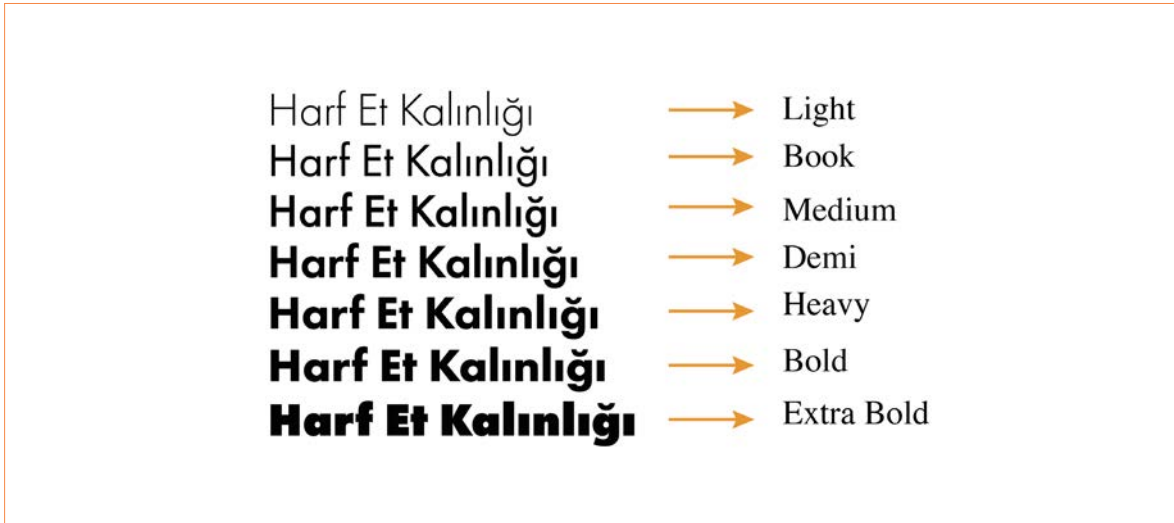 Harf Et Kalınlığı Light
Harf Et Kalınlığı Book
Harf Et Kalınlığı Medium
Harf Et Kalınlığı Demi
Harf Et Kalınlığı Heavy
Harf Et Kalınlığı Bold
Harf Et Kalınlığı Extra Bold